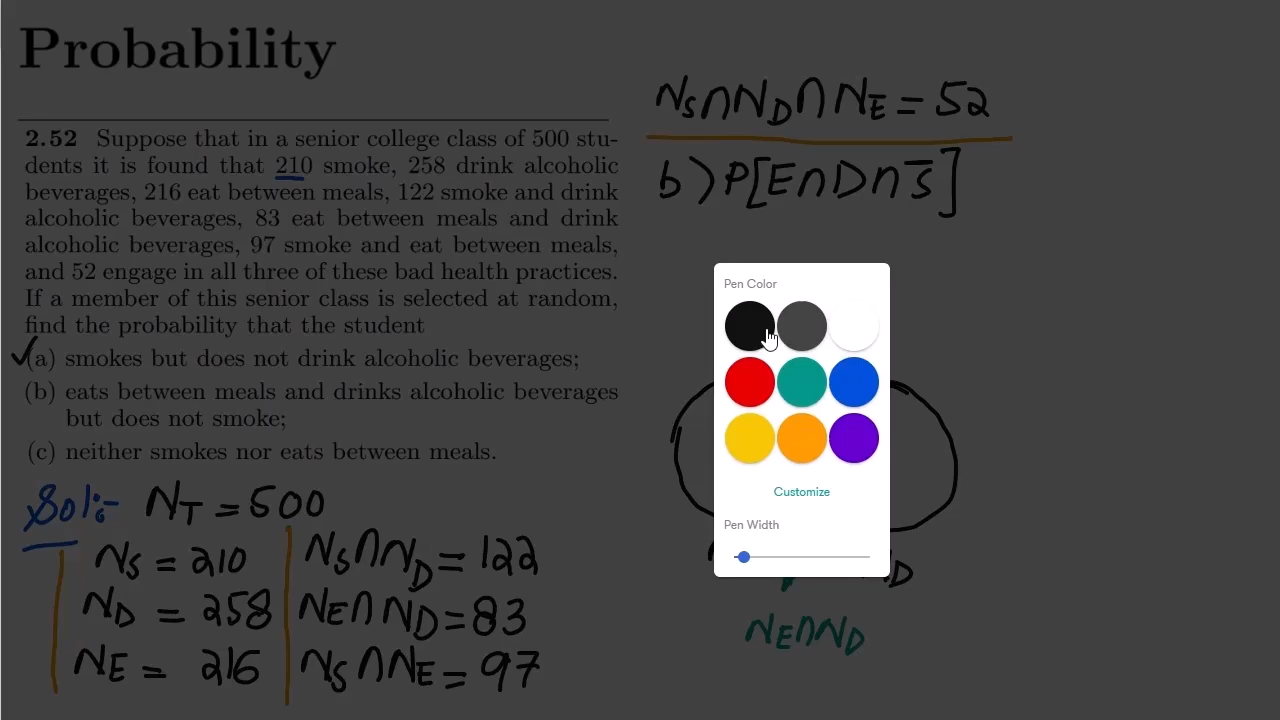 Probability
2.52 Suppose that in a senior college class of 500 stu-
dents it is found that 210 smoke, 258 drink alcoholic
beverages, 216 eat between meals, 122 smoke and drink
alcoholic beverages, 83 eat between meals and drink
alcoholic beverages, 97 smoke and eat between meals,
and 52 engage in all three of these bad health practices.
If a member of this senior class is selected at random,
find the probability that the student
(a) smokes but does not drink alcoholic beverages;
(b) eats between meals and drinks alcoholic beverages
but does not smoke;
(c) neither smokes nor eats between meals.
Sol:- N_T = 500
N_S = 210
N_D = 258
N_E = 216
N_S ∩ N_D = 122
N_E ∩ N_D = 83
N_S ∩ N_E = 97
N_S ∩ N_D ∩ N_E = 52
b) P[E ∩ D ∩ S̅]
Pen Color
Customize
Pen Width
N_E ∩ N_D